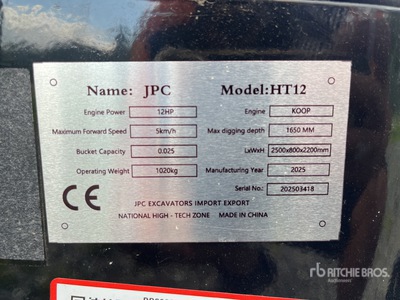 Name: JPC Model:HT12
Engine Power 12HP Engine KOOP
Maximum Forward Speed 5km/h Max digging depth 1650 MM
Bucket Capacity 0.025 LxWxH 2500x800x2200mm
Operating Weight 1020kg Manufacturing Year 2025
Serial No.: 202503418
CE
JPC EXCAVATORS IMPORT EXPORT
NATIONAL HIGH - TECH ZONE MADE IN CHINA
rb RITCHIE BROS.
Auctioneers